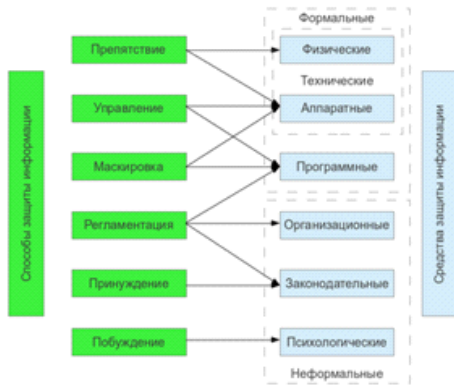 Формальные
Препятствие
Физические
Технические
Управление
Аппаратные
Маскировка
Программные
Регламентация
Организационные
Принуждение
Законодательные
Побуждение
Психологические
Неформальные
Способы защиты информации
Средства защиты информации